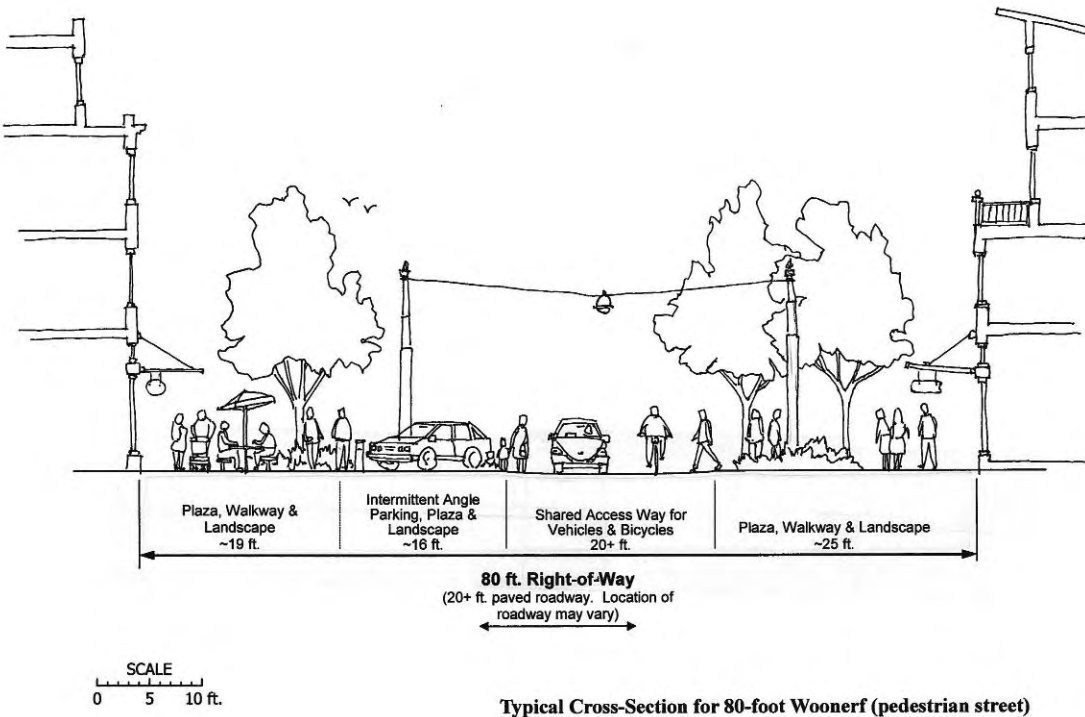 Plaza, Walkway &
Landscape
~19 ft.
Intermittent Angle
Parking, Plaza &
Landscape
~16 ft.
Shared Access Way for
Vehicles & Bicycles
20+ ft.
Plaza, Walkway & Landscape
~25 ft.
80 ft. Right-of-Way
(20+ ft. paved roadway. Location of
roadway may vary)
SCALE
0 5 10 ft.
Typical Cross-Section for 80-foot Woonerf (pedestrian street)